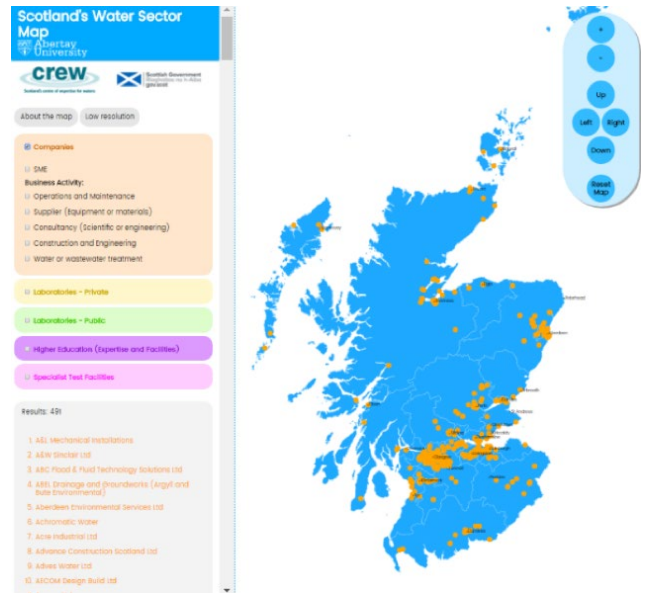 Scotland's Water Sector
Map
Abertay
University
crew
Scotland's centre of expertise for waters
Scottish Government
Riaghaltas na h-Alba
gov.scot
About the map
Low resolution
Companies
SME
Business Activity:
Operations and Maintenance
Supplier (Equipment or materials)
Consultancy (Scientific or engineering)
Construction and Engineering
Water or wastewater treatment
Laboratories - Private
Laboratories - Public
Higher Education (Expertise and Facilities)
Specialist Test Facilities
Results: 491
1. A&L Mechanical Installations
2. A&W Sinclair Ltd
3. ABC Flood & Fluid Technology Solutions Ltd
4. ABEL Drainage and Groundworks (Argyll and
Bute Environmental)
5. Aberdeen Environmental Services Ltd
6. Achromatic Water
7. Acre Industrial Ltd
8. Advance Construction Scotland Ltd
9. Advies Water Ltd
10. AECOM Design Build Ltd
+
-
Up
Left
Right
Down
Reset
Map
Peterhead
Aberdeen
St Andrews